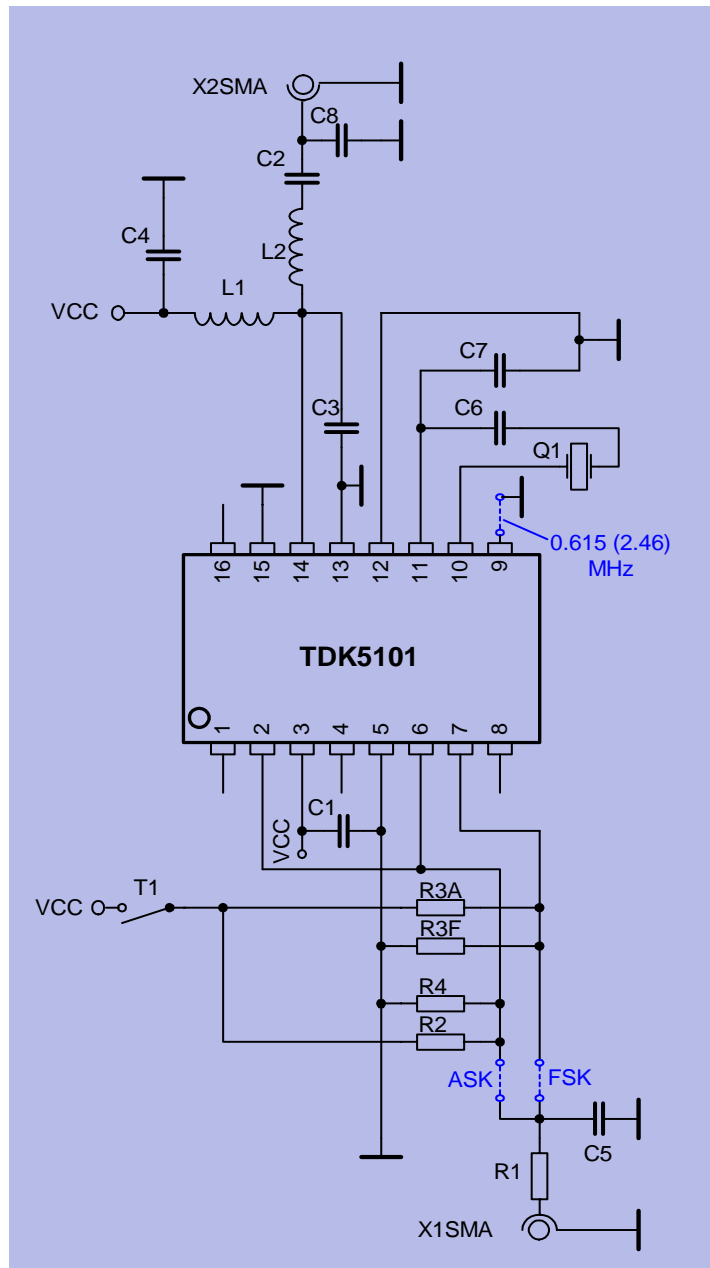 X2SMA
C8
C2
C4
L2
L1
VCC
C7
C3
C6
Q1
0.615 (2.46)
MHz
16 15 14 13 12 11 10 9
TDK5101
1 2 3 4 5 6 7 8
C1
VCC
T1
VCC
R3A
R3F
R4
R2
ASK
FSK
C5
R1
X1SMA